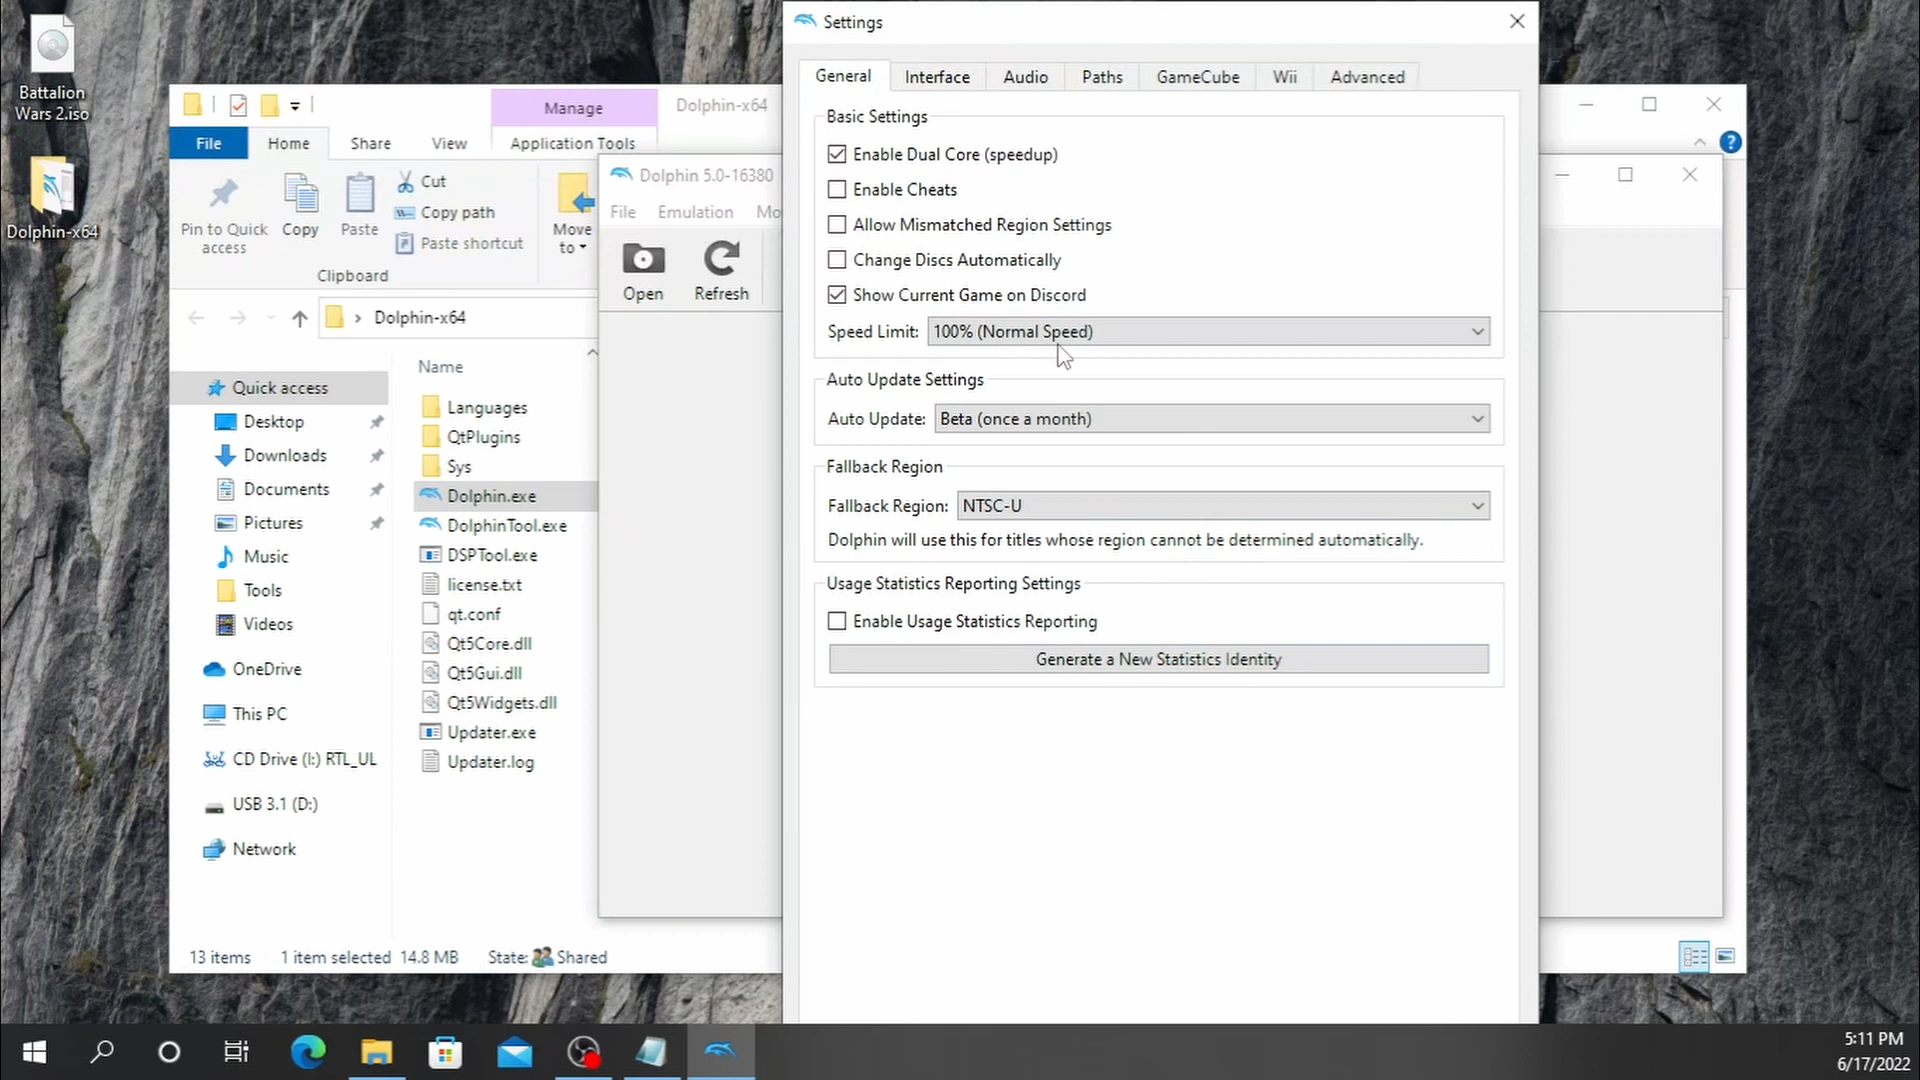 Battalion
Wars 2.iso
Dolphin-x64
Manage
Dolphin-x64
File
Home
Share
View
Application Tools
Pin to Quick
access
Copy
Paste
Cut
Copy path
Paste shortcut
Move
to
Clipboard
Dolphin-x64
Name
Quick access
Desktop
Downloads
Documents
Pictures
Music
Tools
Videos
OneDrive
This PC
CD Drive (I:) RTL_UL
USB 3.1 (D:)
Network
Languages
QtPlugins
Sys
Dolphin.exe
DolphinTool.exe
DSPTool.exe
license.txt
qt.conf
Qt5Core.dll
Qt5Gui.dll
Qt5Widgets.dll
Updater.exe
Updater.log
13 items
1 item selected 14.8 MB
State: Shared
Dolphin 5.0-16380
File
Emulation
Mo
Open
Refresh
Settings
General
Interface
Audio
Paths
GameCube
Wii
Advanced
Basic Settings
Enable Dual Core (speedup)
Enable Cheats
Allow Mismatched Region Settings
Change Discs Automatically
Show Current Game on Discord
Speed Limit: 100% (Normal Speed)
Auto Update Settings
Auto Update: Beta (once a month)
Fallback Region
Fallback Region: NTSC-U
Dolphin will use this for titles whose region cannot be determined automatically.
Usage Statistics Reporting Settings
Enable Usage Statistics Reporting
Generate a New Statistics Identity
5:11 PM
6/17/2022